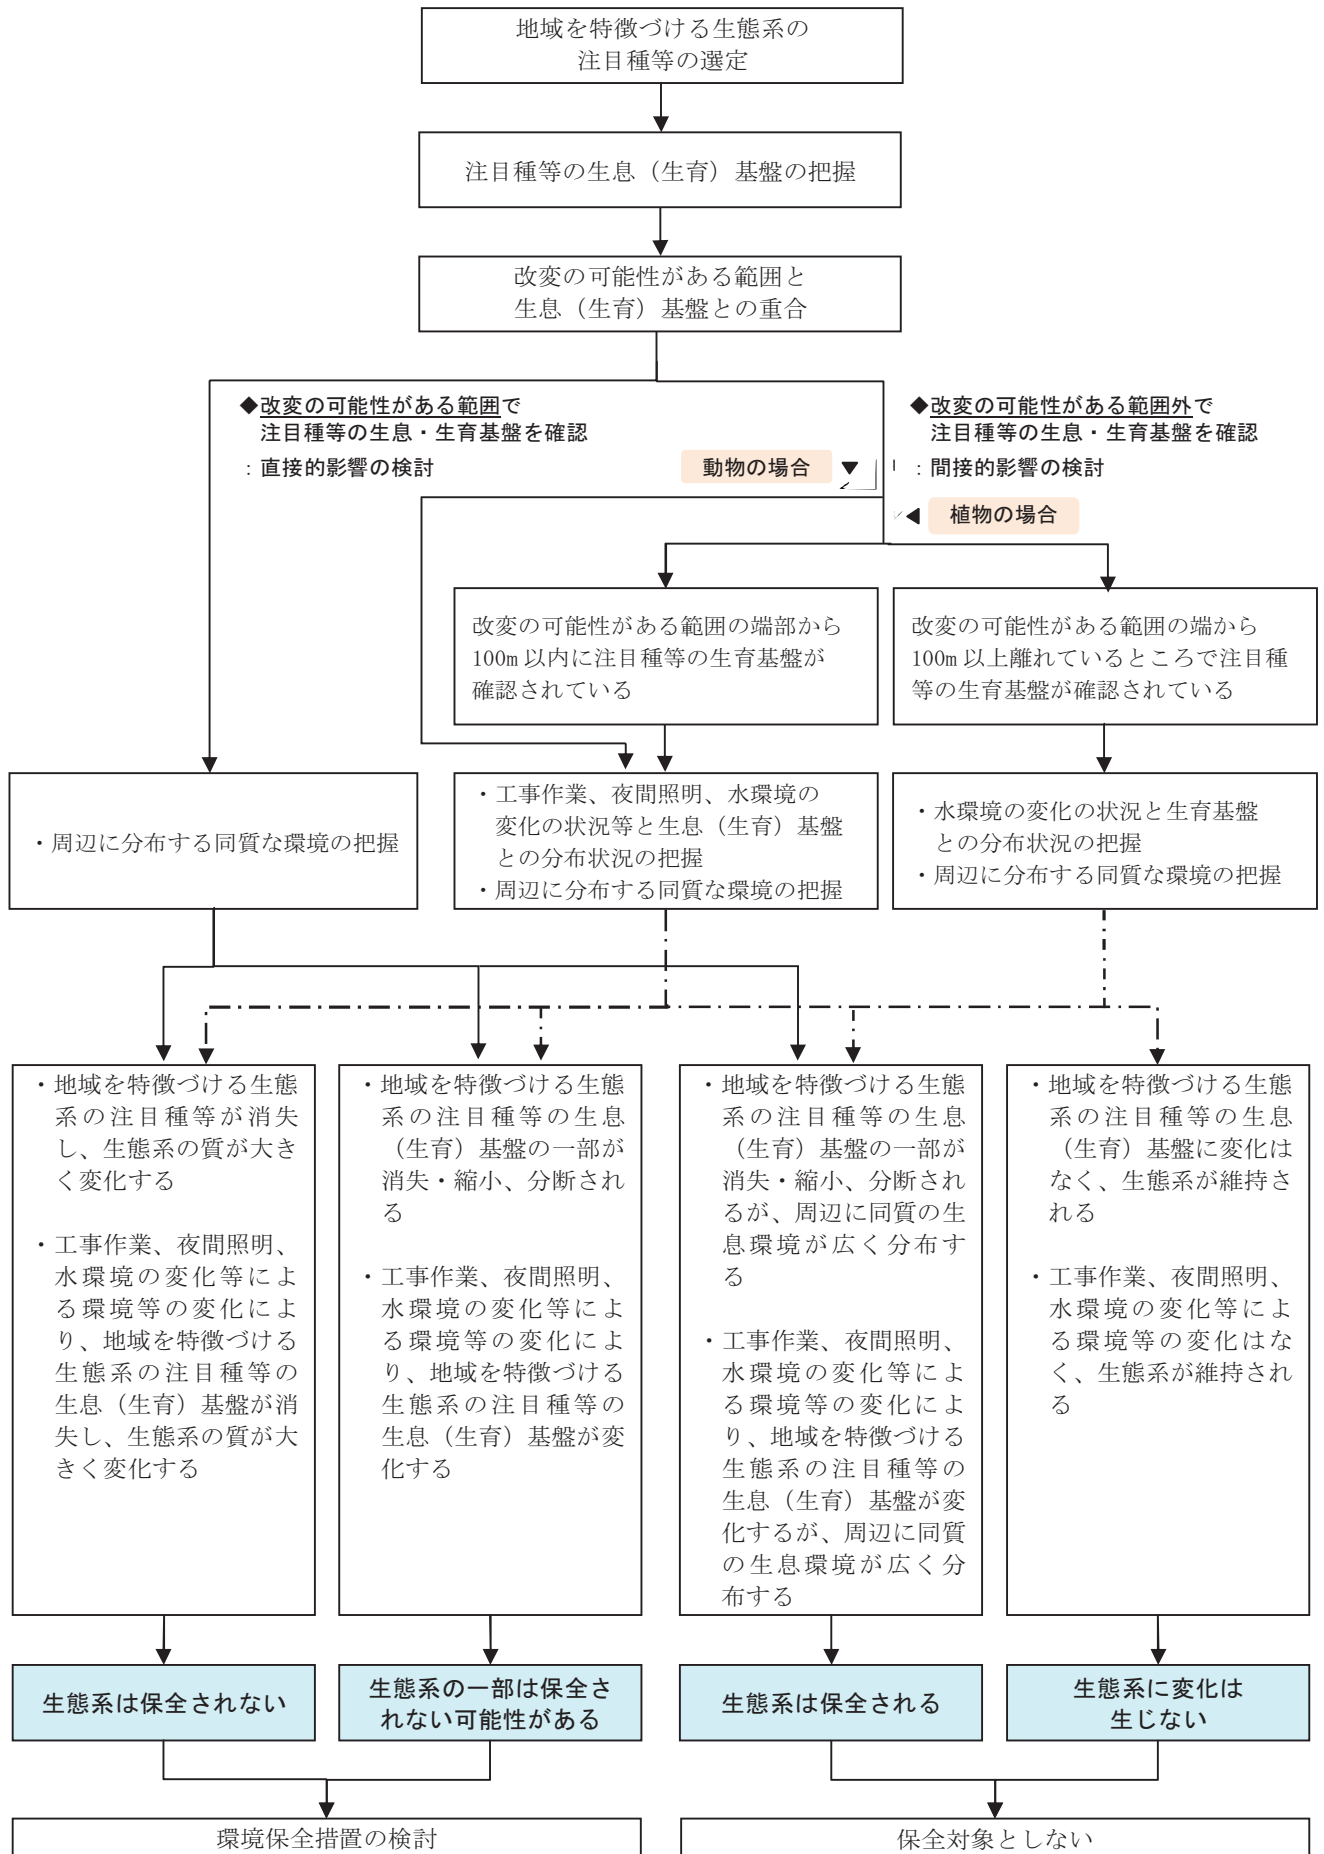 地域を特徴づける生態系の
注目種等の選定
注目種等の生息（生育）基盤の把握
改変の可能性がある範囲と
生息（生育）基盤との重合
◆改変の可能性がある範囲で
注目種等の生息・生育基盤を確認
：直接的影響の検討
◆改変の可能性がある範囲外で
注目種等の生息・生育基盤を確認
：間接的影響の検討
動物の場合
植物の場合
改変の可能性がある範囲の端部から
100m以内に注目種等の生育基盤が
確認されている
改変の可能性がある範囲の端から
100m以上離れているところで注目種
等の生育基盤が確認されている
・周辺に分布する同質な環境の把握
・工事作業、夜間照明、水環境の
変化の状況等と生息（生育）基盤
との分布状況の把握
・周辺に分布する同質な環境の把握
・水環境の変化の状況と生育基盤
との分布状況の把握
・周辺に分布する同質な環境の把握
・地域を特徴づける生態
系の注目種等が消失
し、生態系の質が大き
く変化する
・工事作業、夜間照明、
水環境の変化等によ
る環境等の変化によ
り、地域を特徴づける
生態系の注目種等の
生息（生育）基盤が消
失し、生態系の質が大
きく変化する
・地域を特徴づける生態
系の注目種等の生息
（生育）基盤の一部が
消失・縮小、分断され
る
・工事作業、夜間照明、
水環境の変化等によ
る環境等の変化によ
り、地域を特徴づける
生態系の注目種等の
生息（生育）基盤が変
化する
・地域を特徴づける生態
系の注目種等の生息
（生育）基盤の一部が
消失・縮小、分断され
るが、周辺に同質の生
息環境が広く分布す
る
・工事作業、夜間照明、
水環境の変化等によ
る環境等の変化によ
り、地域を特徴づける
生態系の注目種等の
生息（生育）基盤が変
化するが、周辺に同質
の生息環境が広く分
布する
・地域を特徴づける生態
系の注目種等の生息
（生育）基盤に変化は
なく、生態系が維持さ
れる
・工事作業、夜間照明、
水環境の変化等によ
る環境等の変化はな
く、生態系が維持され
る
生態系は保全されない
生態系の一部は保全さ
れない可能性がある
生態系は保全される
生態系に変化は
生じない
環境保全措置の検討
保全対象としない